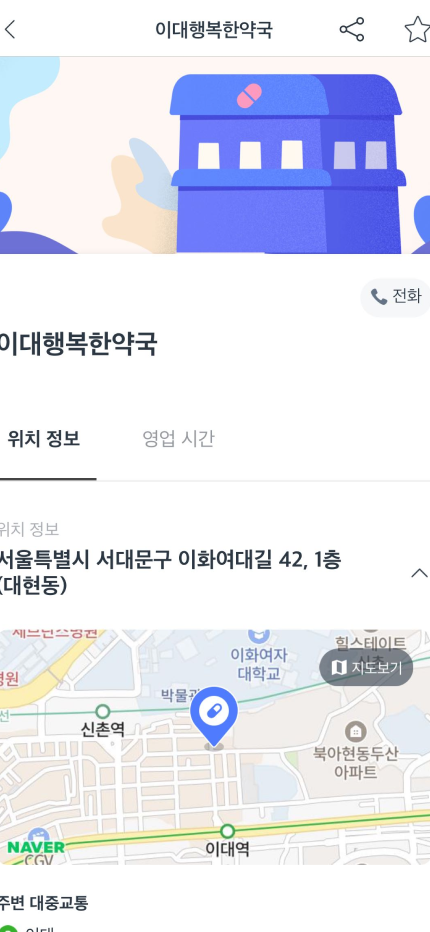 이대행복한약국
전화
이대행복한약국
위치 정보
영업 시간
위치 정보
서울특별시 서대문구 이화여대길 42, 1층
(대현동)
세브란스병원
힐스테이트
이화여자
대학교
지도보기
병원
신촌역
북아현동두산
아파트
NAVER
CGV
이대역
주변 대중교통
이대